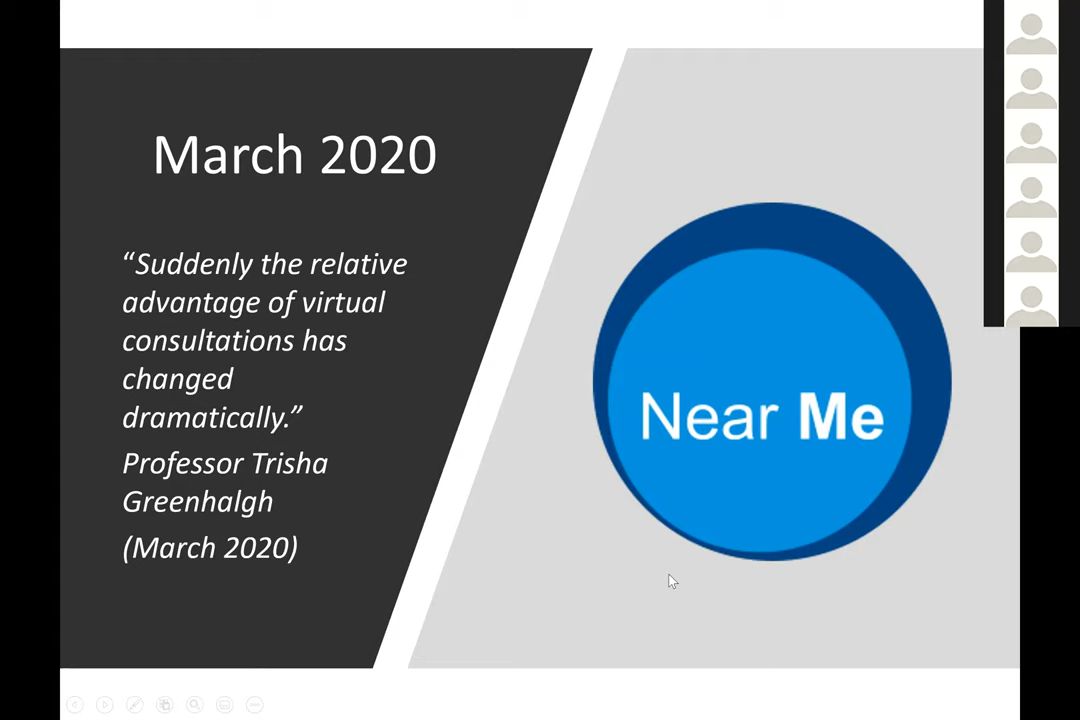 March 2020
“Suddenly the relative
advantage of virtual
consultations has
changed
dramatically.”
Professor Trisha
Greenhalgh
(March 2020)
Near Me